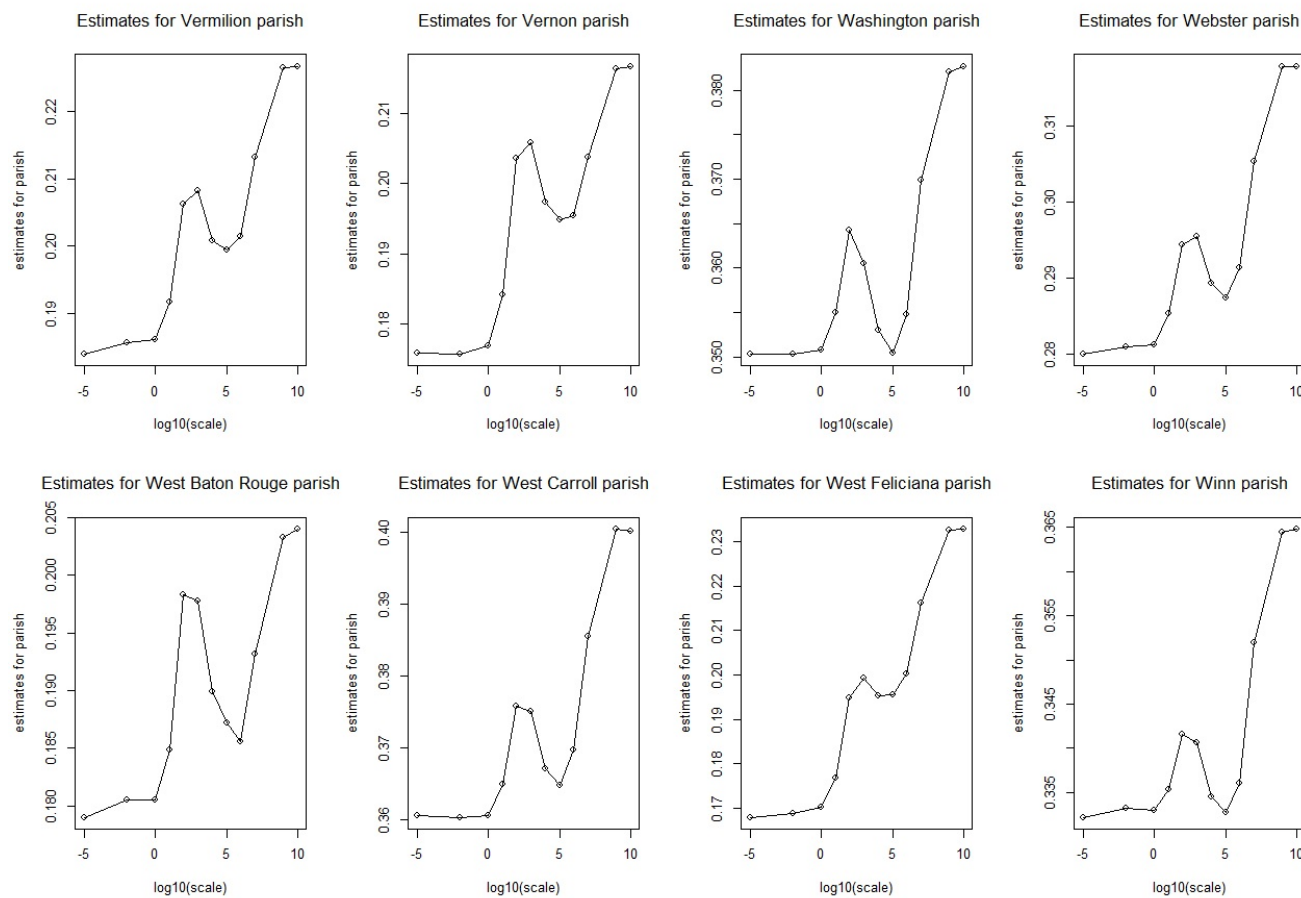 Estimates for Vermilion parish
estimates for parish
0.22
0.21
0.20
0.19
-5 0 5 10
log10(scale)
Estimates for Vernon parish
estimates for parish
0.21
0.20
0.19
0.18
-5 0 5 10
log10(scale)
Estimates for Washington parish
estimates for parish
0.380
0.370
0.360
0.350
-5 0 5 10
log10(scale)
Estimates for Webster parish
estimates for parish
0.31
0.30
0.29
0.28
-5 0 5 10
log10(scale)
Estimates for West Baton Rouge parish
estimates for parish
0.205
0.200
0.195
0.190
0.185
0.180
-5 0 5 10
log10(scale)
Estimates for West Carroll parish
estimates for parish
0.40
0.39
0.38
0.37
0.36
-5 0 5 10
log10(scale)
Estimates for West Feliciana parish
estimates for parish
0.23
0.22
0.21
0.20
0.19
0.18
0.17
-5 0 5 10
log10(scale)
Estimates for Winn parish
estimates for parish
0.365
0.355
0.345
0.335
-5 0 5 10
log10(scale)